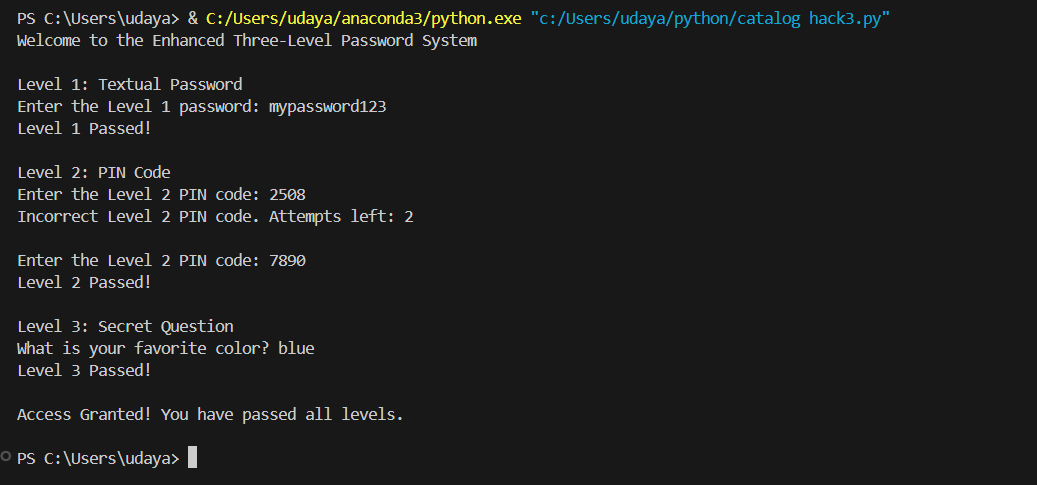 PS C:\Users\udaya> & C:/Users/udaya/anaconda3/python.exe "c:/Users/udaya/python/catalog hack3.py"
Welcome to the Enhanced Three-Level Password System
Level 1: Textual Password
Enter the Level 1 password: mypassword123
Level 1 Passed!
Level 2: PIN Code
Enter the Level 2 PIN code: 2508
Incorrect Level 2 PIN code. Attempts left: 2
Enter the Level 2 PIN code: 7890
Level 2 Passed!
Level 3: Secret Question
What is your favorite color? blue
Level 3 Passed!
Access Granted! You have passed all levels.
PS C:\Users\udaya>